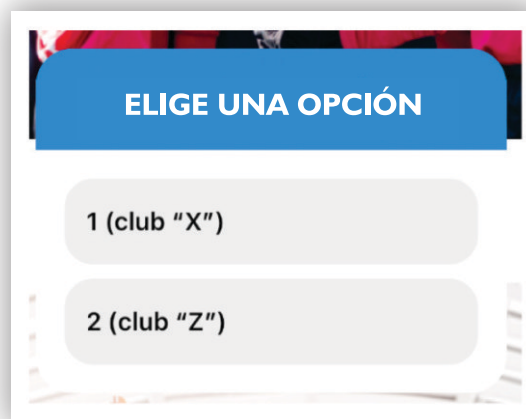 ELIGE UNA OPCIÓN
1 (club “X”)
2 (club “Z”)